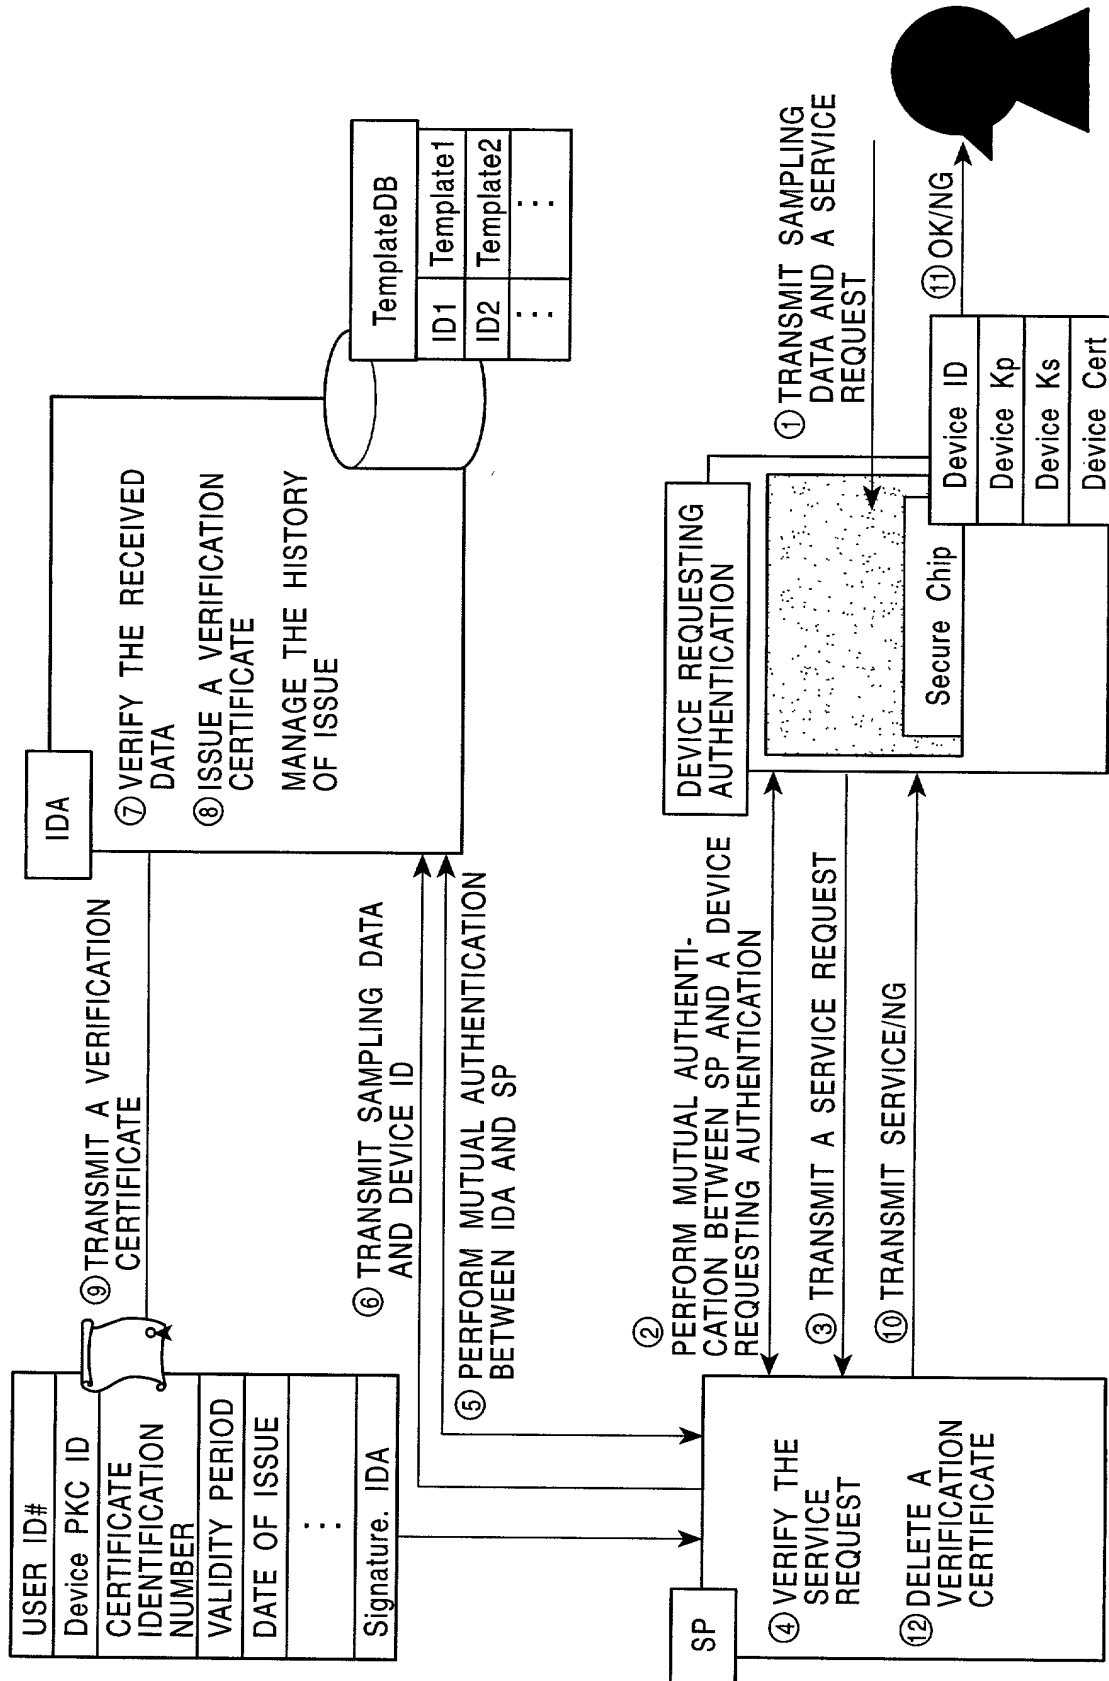 USER ID#
Device PKC ID
CERTIFICATE
IDENTIFICATION
NUMBER
VALIDITY PERIOD
DATE OF ISSUE
...
Signature. IDA
⑨ TRANSMIT A VERIFICATION
CERTIFICATE
IDA
⑦ VERIFY THE RECEIVED
DATA
⑧ ISSUE A VERIFICATION
CERTIFICATE
MANAGE THE HISTORY
OF ISSUE
TemplateDB
ID1 Template1
ID2 Template2
... ...
⑥ TRANSMIT SAMPLING DATA
AND DEVICE ID
⑤ PERFORM MUTUAL AUTHENTICATION
BETWEEN IDA AND SP
SP
④ VERIFY THE
SERVICE
REQUEST
⑫ DELETE A
VERIFICATION
CERTIFICATE
② PERFORM MUTUAL AUTHENTI-
CATION BETWEEN SP AND A DEVICE
REQUESTING AUTHENTICATION
③ TRANSMIT A SERVICE REQUEST
⑩ TRANSMIT SERVICE/NG
DEVICE REQUESTING
AUTHENTICATION
Secure Chip
Device ID
Device Kp
Device Ks
Device Cert
① TRANSMIT SAMPLING
DATA AND A SERVICE
REQUEST
⑪ OK/NG